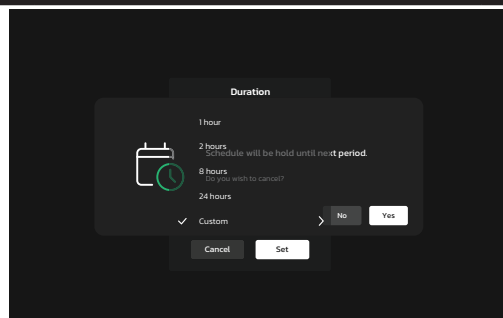 Duration
1 hour
2 hours
Schedule will be hold until next period.
8 hours
Do you wish to cancel?
24 hours
Custom
No Yes
Cancel Set